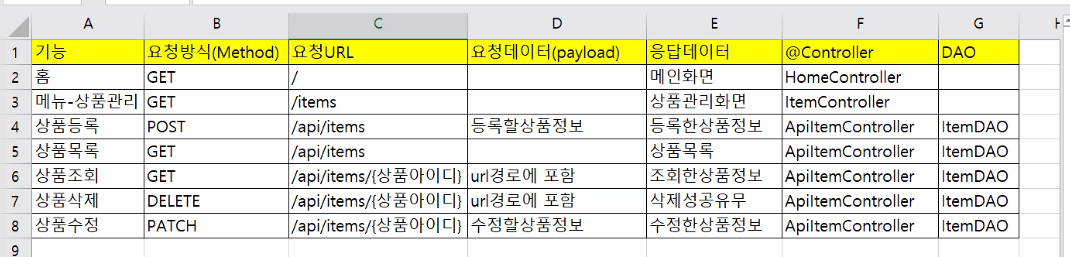 A B C D E F G H
1 기능 요청방식(Method) 요청URL 요청데이터(payload) 응답데이터 @Controller DAO
2 홈 GET / 메인화면 HomeController
3 메뉴-상품관리 GET /items 상품관리화면 ItemController
4 상품등록 POST /api/items 등록할상품정보 등록한상품정보 ApiItemController ItemDAO
5 상품목록 GET /api/items 상품목록 ApiItemController ItemDAO
6 상품조회 GET /api/items/{상품아이디} url경로에 포함 조회한상품정보 ApiItemController ItemDAO
7 상품삭제 DELETE /api/items/{상품아이디} url경로에 포함 삭제성공유무 ApiItemController ItemDAO
8 상품수정 PATCH /api/items/{상품아이디} 수정할상품정보 수정한상품정보 ApiItemController ItemDAO
9